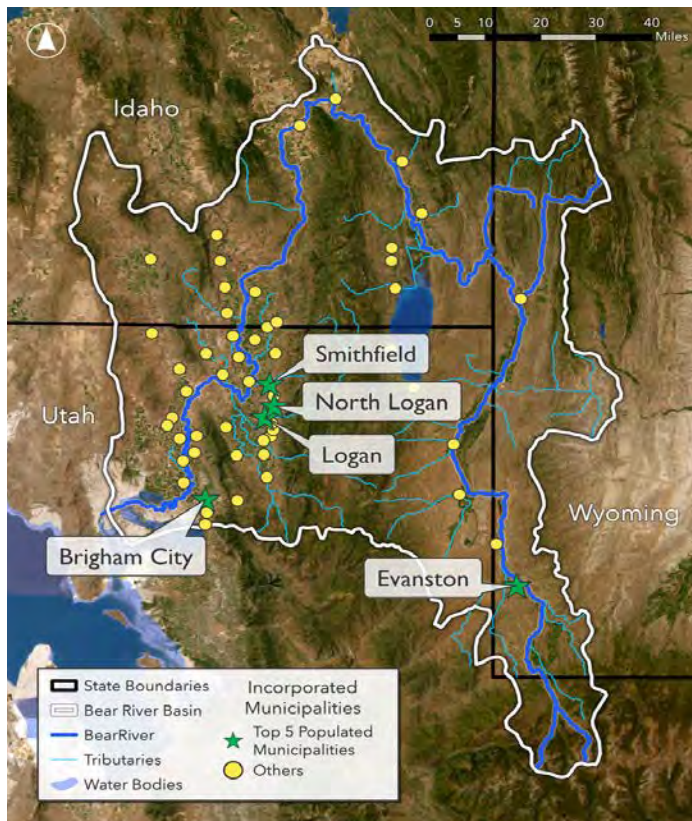 0 10 20 30 40
Miles
Idaho
Smithfield
North Logan
Utah
Logan
Wyoming
Brigham City
Evanston
State Boundaries
Bear River Basin
BearRiver
Tributaries
Water Bodies
Incorporated
Municipalities
Top 5 Populated
Municipalities
Others